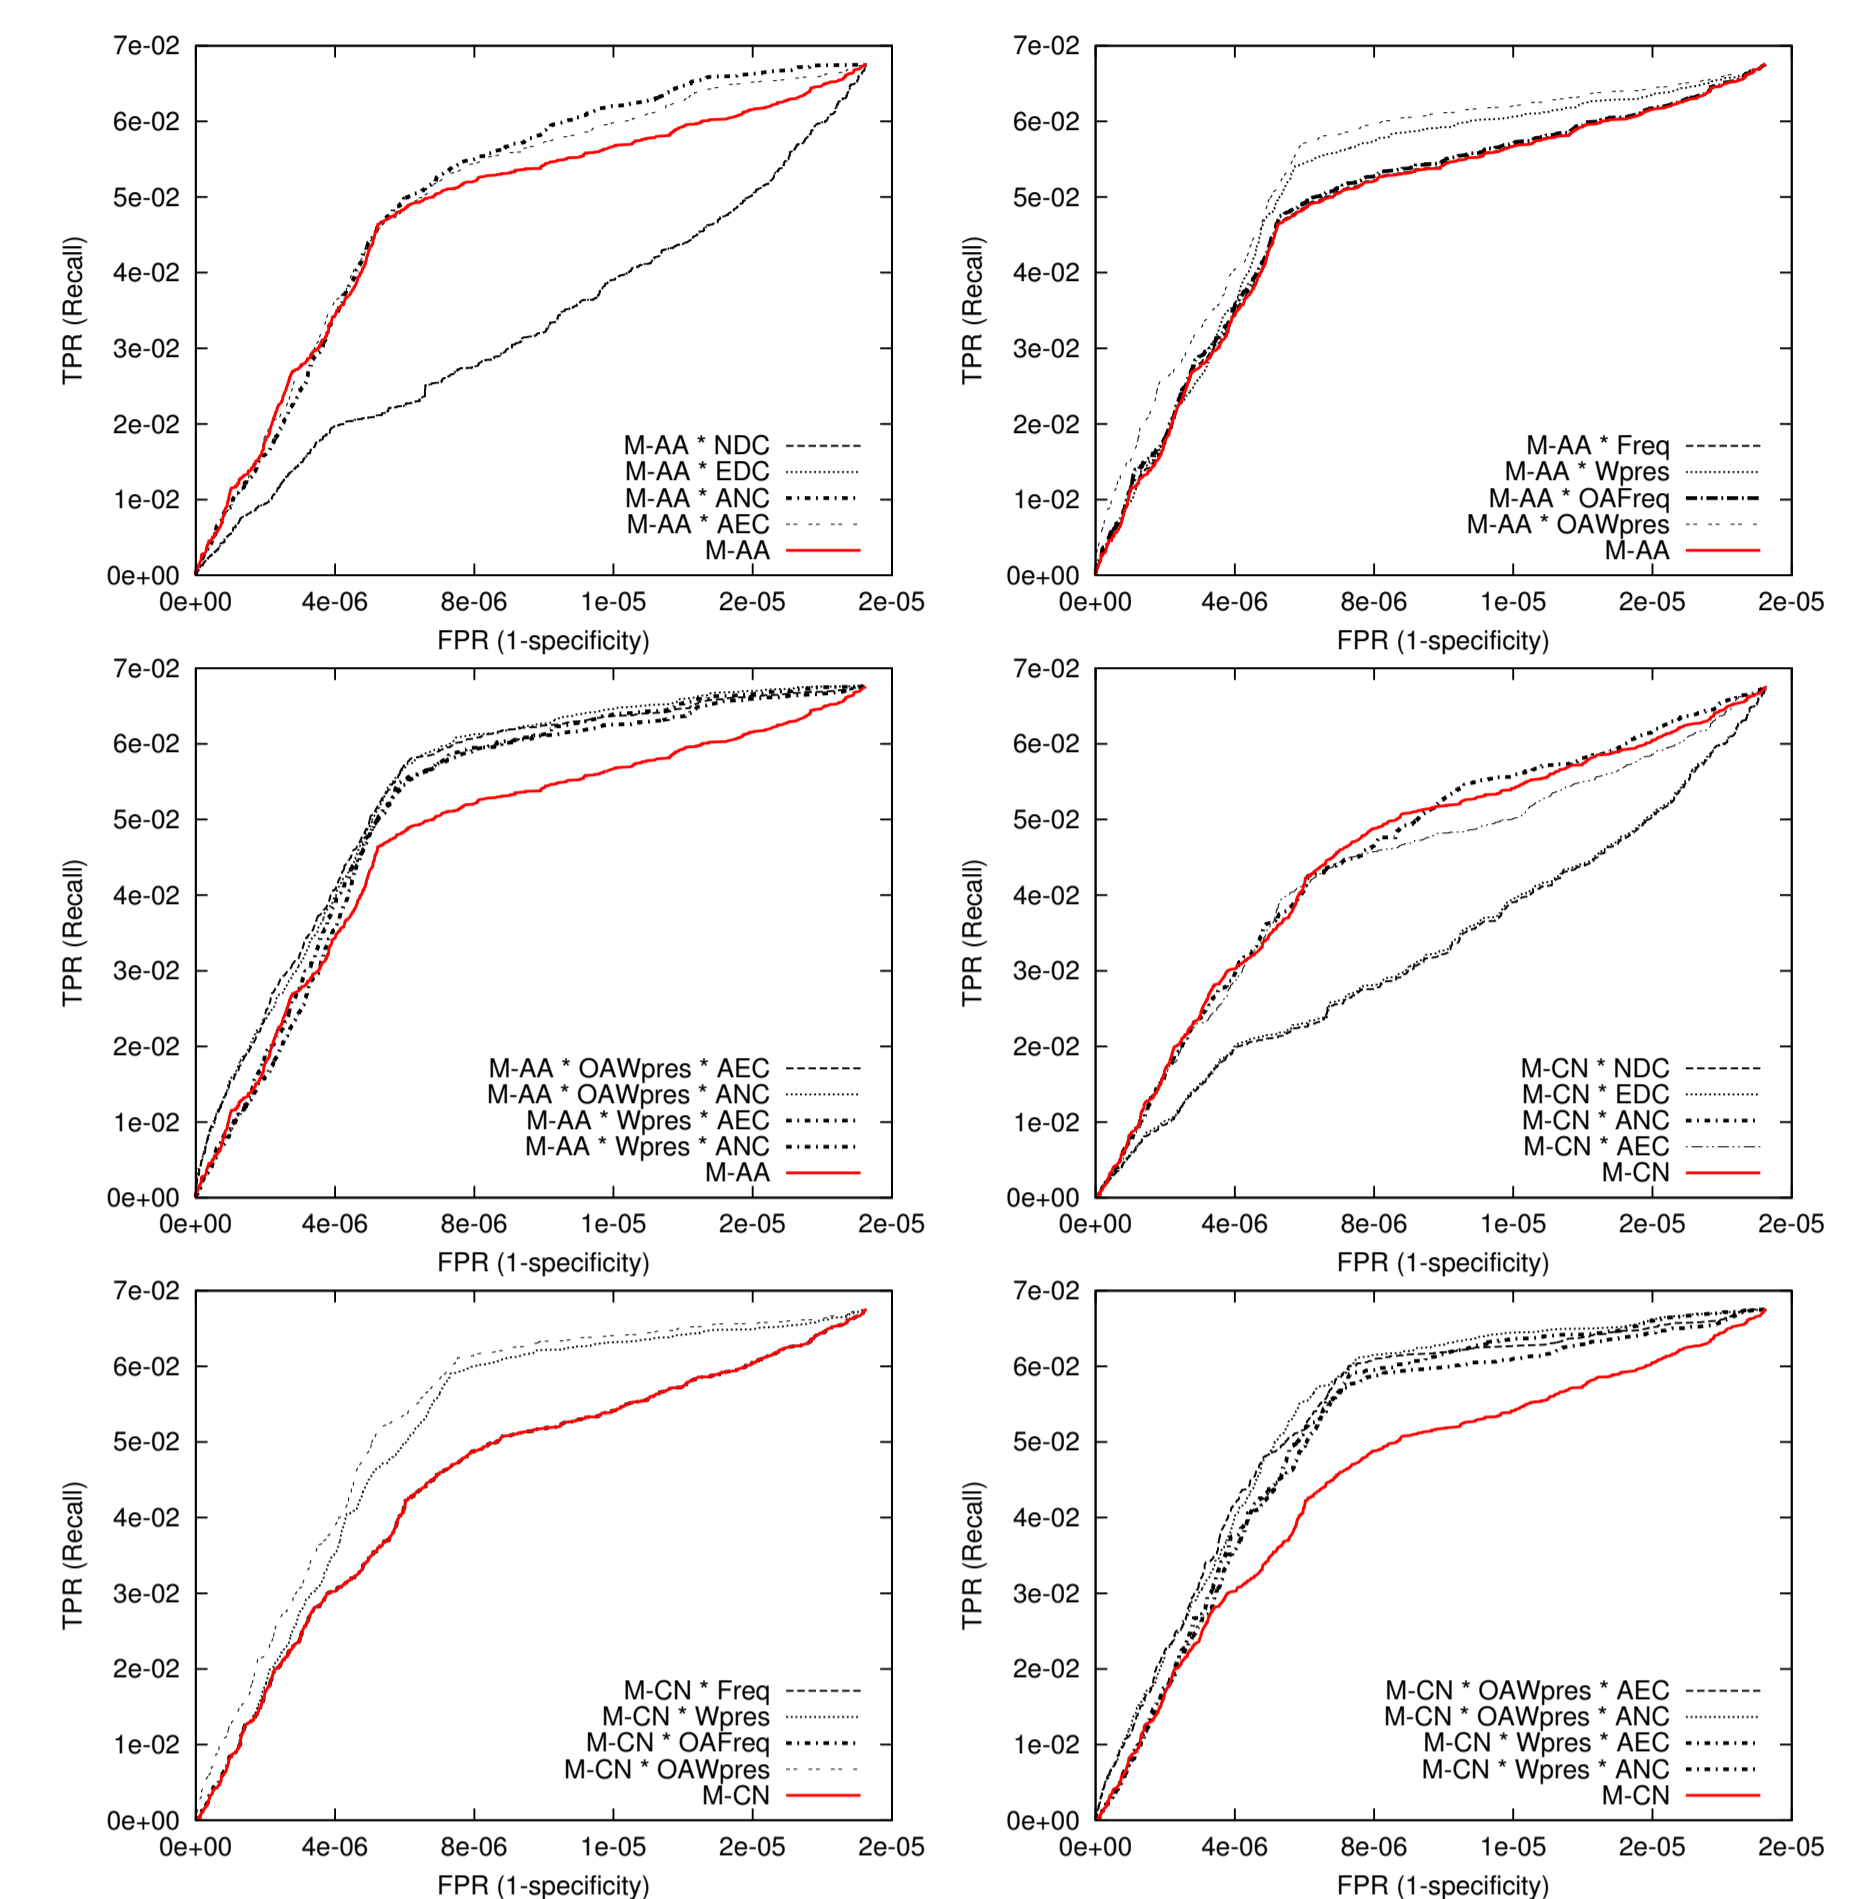 7e-02
6e-02
5e-02
4e-02
3e-02
2e-02
1e-02
0e+00
TPR (Recall)
M-AA * NDC
M-AA * EDC
M-AA * ANC
M-AA * AEC
M-AA
0e+00 4e-06 8e-06 1e-05 2e-05 2e-05
FPR (1-specificity)
7e-02
6e-02
5e-02
4e-02
3e-02
2e-02
1e-02
0e+00
TPR (Recall)
M-AA * Freq
M-AA * Wpres
M-AA * OAFreq
M-AA * OAWpres
M-AA
0e+00 4e-06 8e-06 1e-05 2e-05 2e-05
FPR (1-specificity)
7e-02
6e-02
5e-02
4e-02
3e-02
2e-02
1e-02
0e+00
TPR (Recall)
M-AA * OAWpres * AEC
M-AA * OAWpres * ANC
M-AA * Wpres * AEC
M-AA * Wpres * ANC
M-AA
0e+00 4e-06 8e-06 1e-05 2e-05 2e-05
FPR (1-specificity)
7e-02
6e-02
5e-02
4e-02
3e-02
2e-02
1e-02
0e+00
TPR (Recall)
M-CN * NDC
M-CN * EDC
M-CN * ANC
M-CN * AEC
M-CN
0e+00 4e-06 8e-06 1e-05 2e-05 2e-05
FPR (1-specificity)
7e-02
6e-02
5e-02
4e-02
3e-02
2e-02
1e-02
0e+00
TPR (Recall)
M-CN * Freq
M-CN * Wpres
M-CN * OAFreq
M-CN * OAWpres
M-CN
0e+00 4e-06 8e-06 1e-05 2e-05 2e-05
FPR (1-specificity)
7e-02
6e-02
5e-02
4e-02
3e-02
2e-02
1e-02
0e+00
TPR (Recall)
M-CN * OAWpres * AEC
M-CN * OAWpres * ANC
M-CN * Wpres * AEC
M-CN * Wpres * ANC
M-CN
0e+00 4e-06 8e-06 1e-05 2e-05 2e-05
FPR (1-specificity)